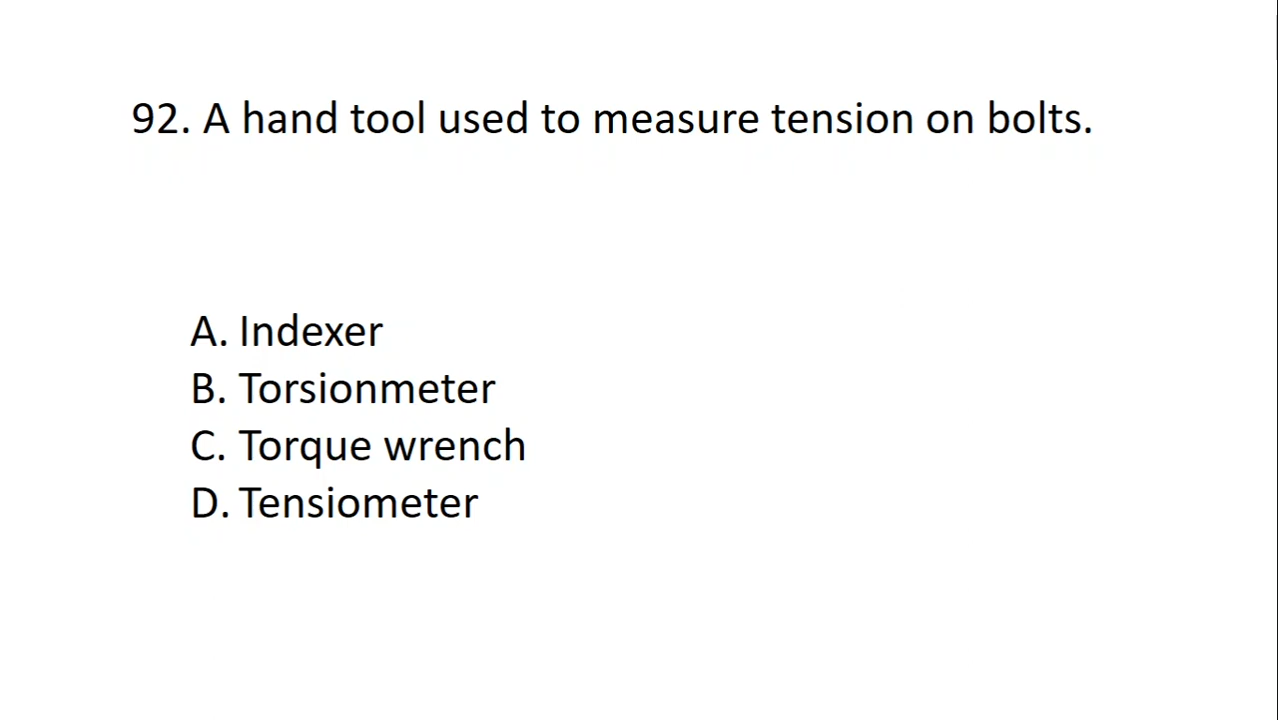 92. A hand tool used to measure tension on bolts.
A. Indexer
B. Torsionmeter
C. Torque wrench
D. Tensiometer